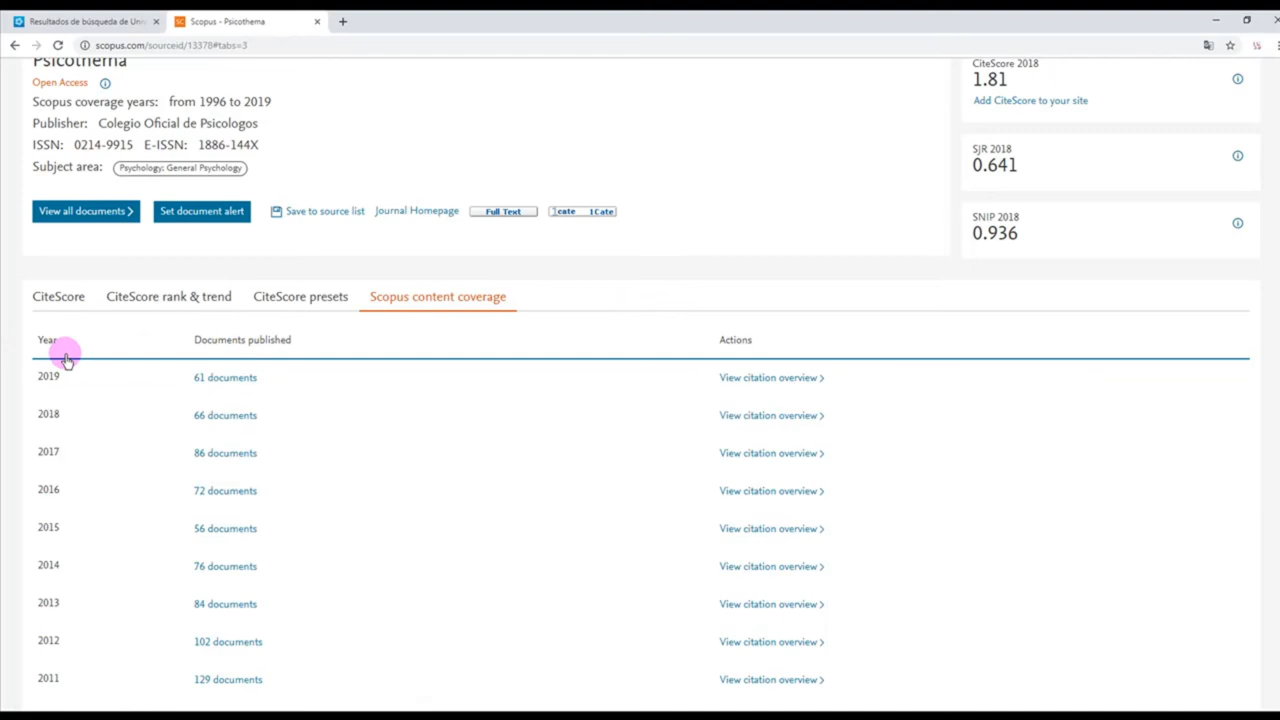 Resultados de búsqueda de Univ
Scopus - Psicothema
scopus.com/sourceid/13378#tabs=3
Psicothema
Open Access
Scopus coverage years: from 1996 to 2019
Publisher: Colegio Oficial de Psicologos
ISSN: 0214-9915 E-ISSN: 1886-144X
Subject area: Psychology: General Psychology
View all documents Set document alert Save to source list Journal Homepage Full Text
CiteScore 2018
1.81
Add CiteScore to your site
SJR 2018
0.641
SNIP 2018
0.936
CiteScore CiteScore rank & trend CiteScore presets Scopus content coverage
Year Documents published Actions
2019 61 documents View citation overview
2018 66 documents View citation overview
2017 86 documents View citation overview
2016 72 documents View citation overview
2015 56 documents View citation overview
2014 76 documents View citation overview
2013 84 documents View citation overview
2012 102 documents View citation overview
2011 129 documents View citation overview